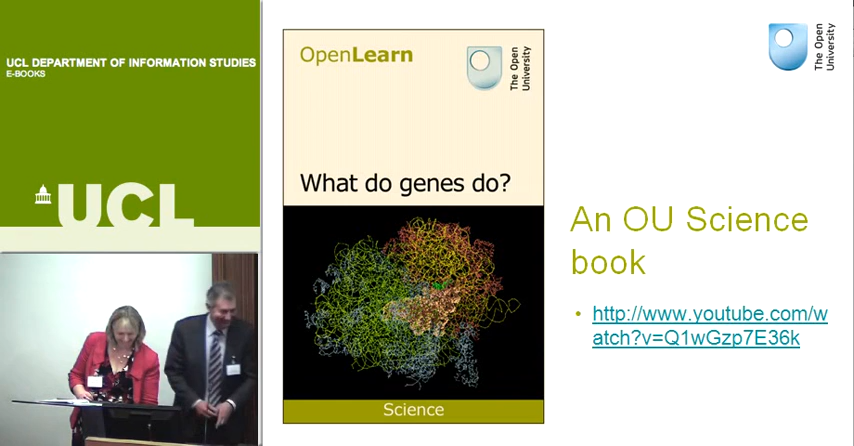 UCL DEPARTMENT OF INFORMATION STUDIES
E-BOOKS
UCL
OpenLearn
The Open
University
What do genes do?
Science
The Open
University
An OU Science
book
• http://www.youtube.com/w
atch?v=Q1wGzp7E36k